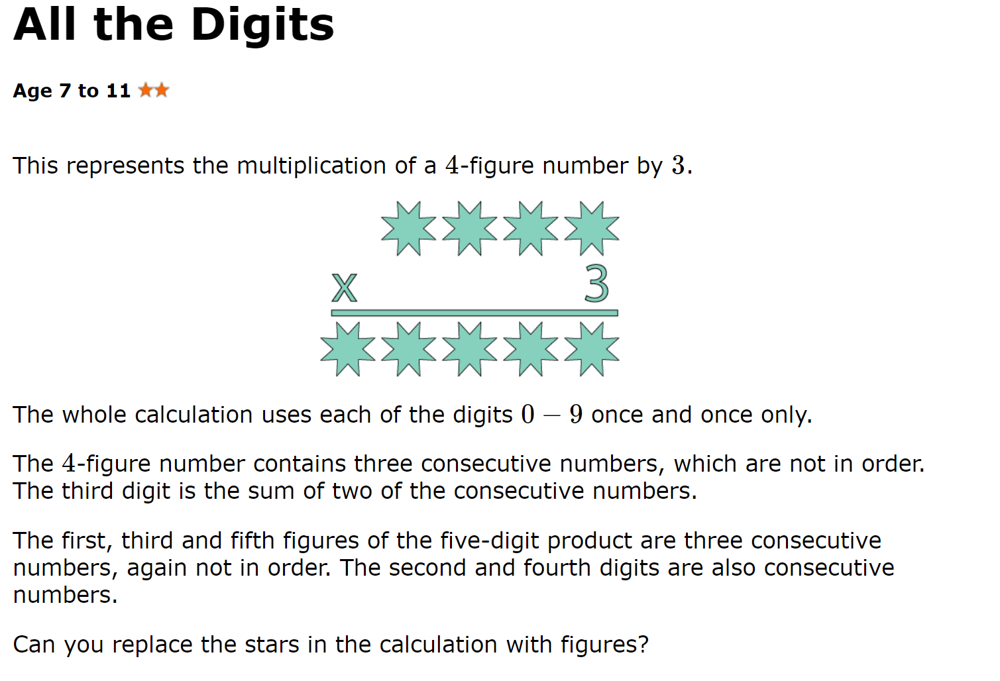 All the Digits
Age 7 to 11
This represents the multiplication of a 4-figure number by 3.
x 3
The whole calculation uses each of the digits 0 – 9 once and once only.
The 4-figure number contains three consecutive numbers, which are not in order.
The third digit is the sum of two of the consecutive numbers.
The first, third and fifth figures of the five-digit product are three consecutive
numbers, again not in order. The second and fourth digits are also consecutive
numbers.
Can you replace the stars in the calculation with figures?